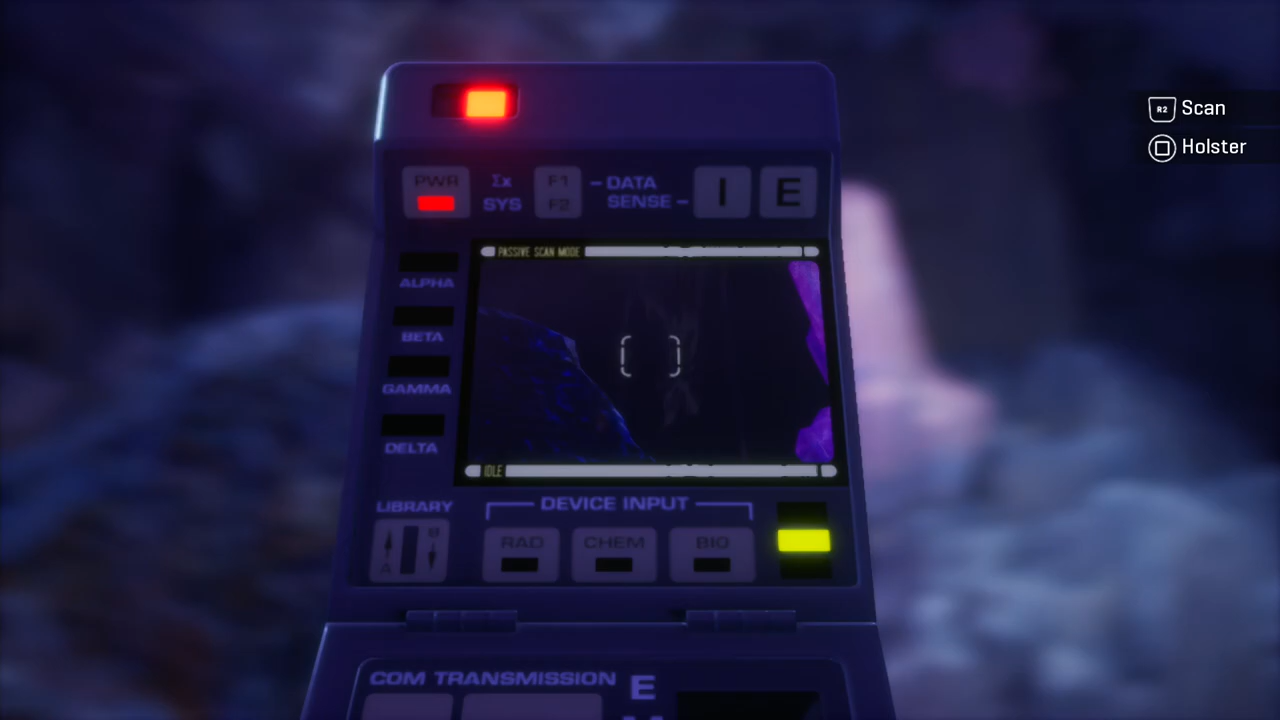 R2 Scan
Holster
PWR
Σx
SYS
F1
F2
DATA
SENSE
I
E
PASSIVE SCAN MODE
ALPHA
BETA
GAMMA
DELTA
IDLE
LIBRARY
A
B
DEVICE INPUT
RAD
CHEM
BIO
COM TRANSMISSION
E